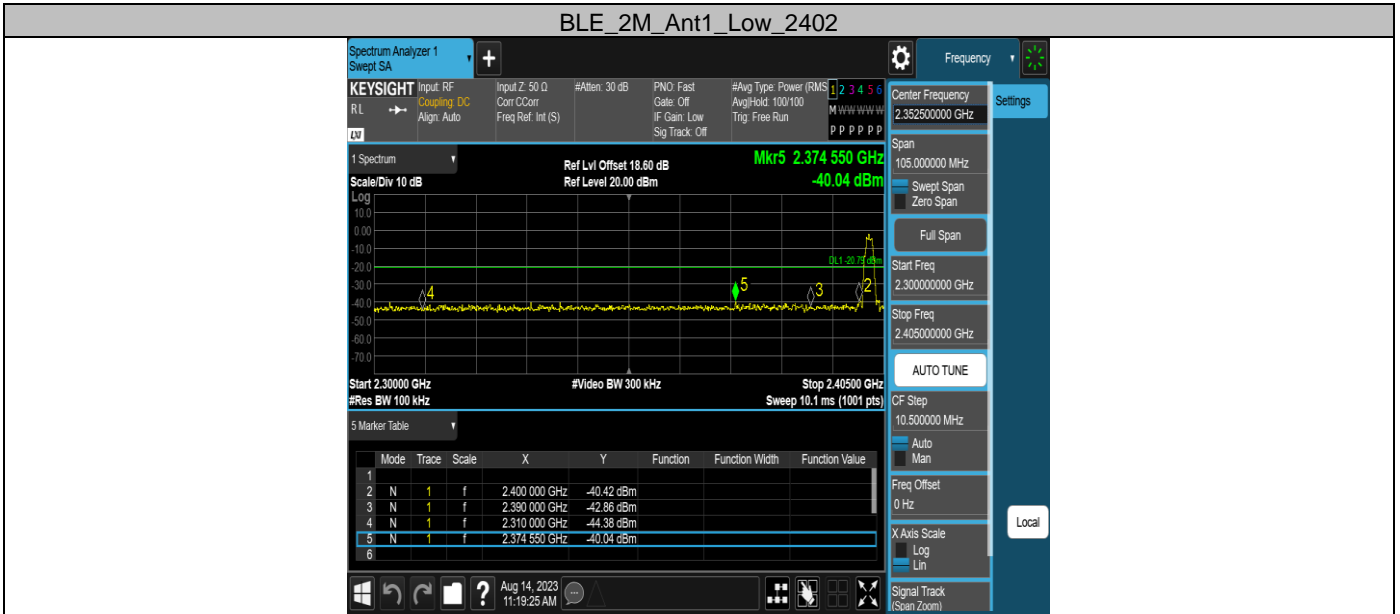 BLE_2M_Ant1_Low_2402
Spectrum Analyzer 1
Swept SA
+
Frequency
KEYSIGHT
RL
LXI
Input: RF
Coupling: DC
Align: Auto
Input Z: 50 Ω
Corr CCorr
Freq Ref: Int (S)
#Atten: 30 dB
PNO: Fast
Gate: Off
IF Gain: Low
Sig Track: Off
#Avg Type: Power (RMS
Avg|Hold: 100/100
Trig: Free Run
1 2 3 4 5 6
M W W W W W
P P P P P P
1 Spectrum
Scale/Div 10 dB
Ref Lvl Offset 18.60 dB
Ref Level 20.00 dBm
Mkr5 2.374 550 GHz
-40.04 dBm
Log
10.0
0.00
-10.0
-20.0
-30.0
-40.0
-50.0
-60.0
-70.0
DL1 -20.79 dBm
4
5
3
2
Start 2.30000 GHz
#Res BW 100 kHz
#Video BW 300 kHz
Stop 2.40500 GHz
Sweep 10.1 ms (1001 pts)
5 Marker Table
Mode Trace Scale X Y Function Function Width Function Value
1
2 N 1 f 2.400 000 GHz -40.42 dBm
3 N 1 f 2.390 000 GHz -42.86 dBm
4 N 1 f 2.310 000 GHz -44.38 dBm
5 N 1 f 2.374 550 GHz -40.04 dBm
6
?
Aug 14, 2023
11:19:25 AM
Center Frequency
2.352500000 GHz
Settings
Span
105.000000 MHz
Swept Span
Zero Span
Full Span
Start Freq
2.300000000 GHz
Stop Freq
2.405000000 GHz
AUTO TUNE
CF Step
10.500000 MHz
Auto
Man
Freq Offset
0 Hz
Local
X Axis Scale
Log
Lin
Signal Track
(Span Zoom)